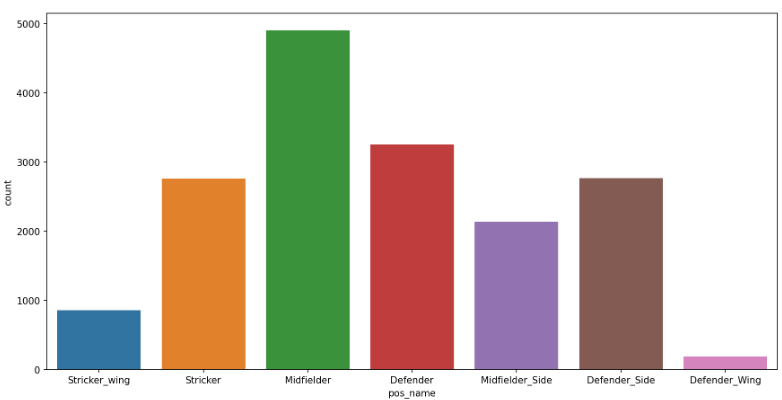 5000
4000
3000
2000
1000
0
count
Stricker_wing Stricker Midfielder Defender Midfielder_Side Defender_Side Defender_Wing
pos_name